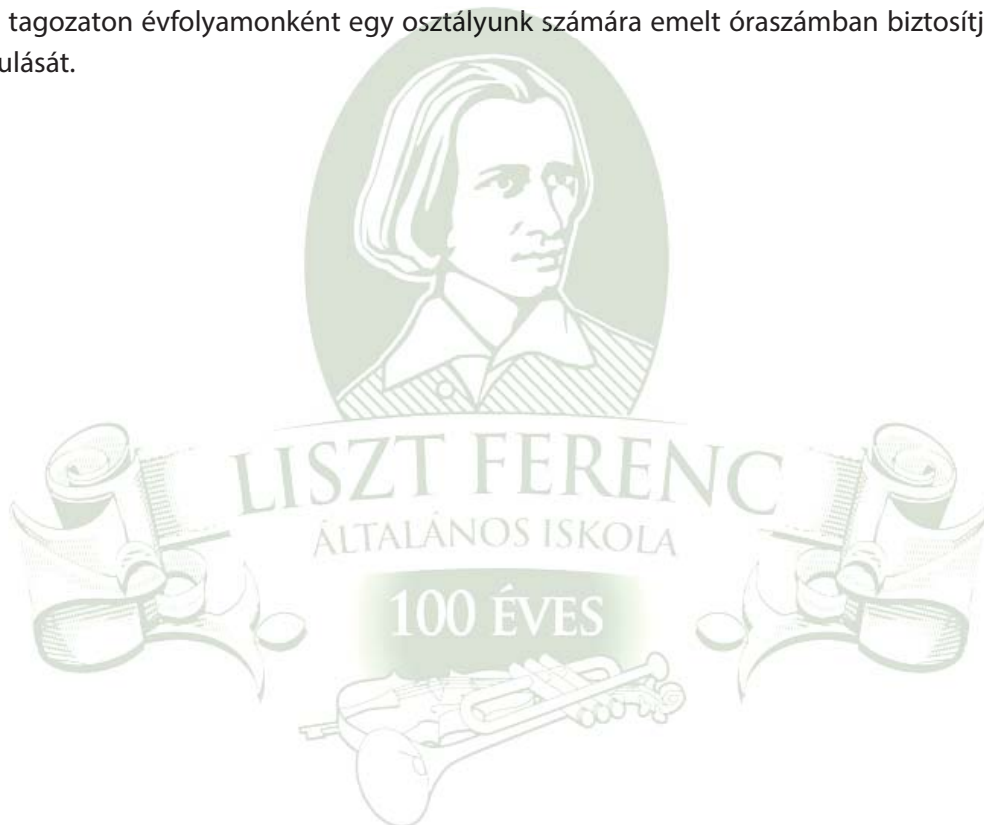 tagozaton évfolyamonként egy osztályunk számára emelt óraszámban biztosítj
ulását.
LISZT FERENC
ÁLTALÁNOS ISKOLA
100 ÉVES